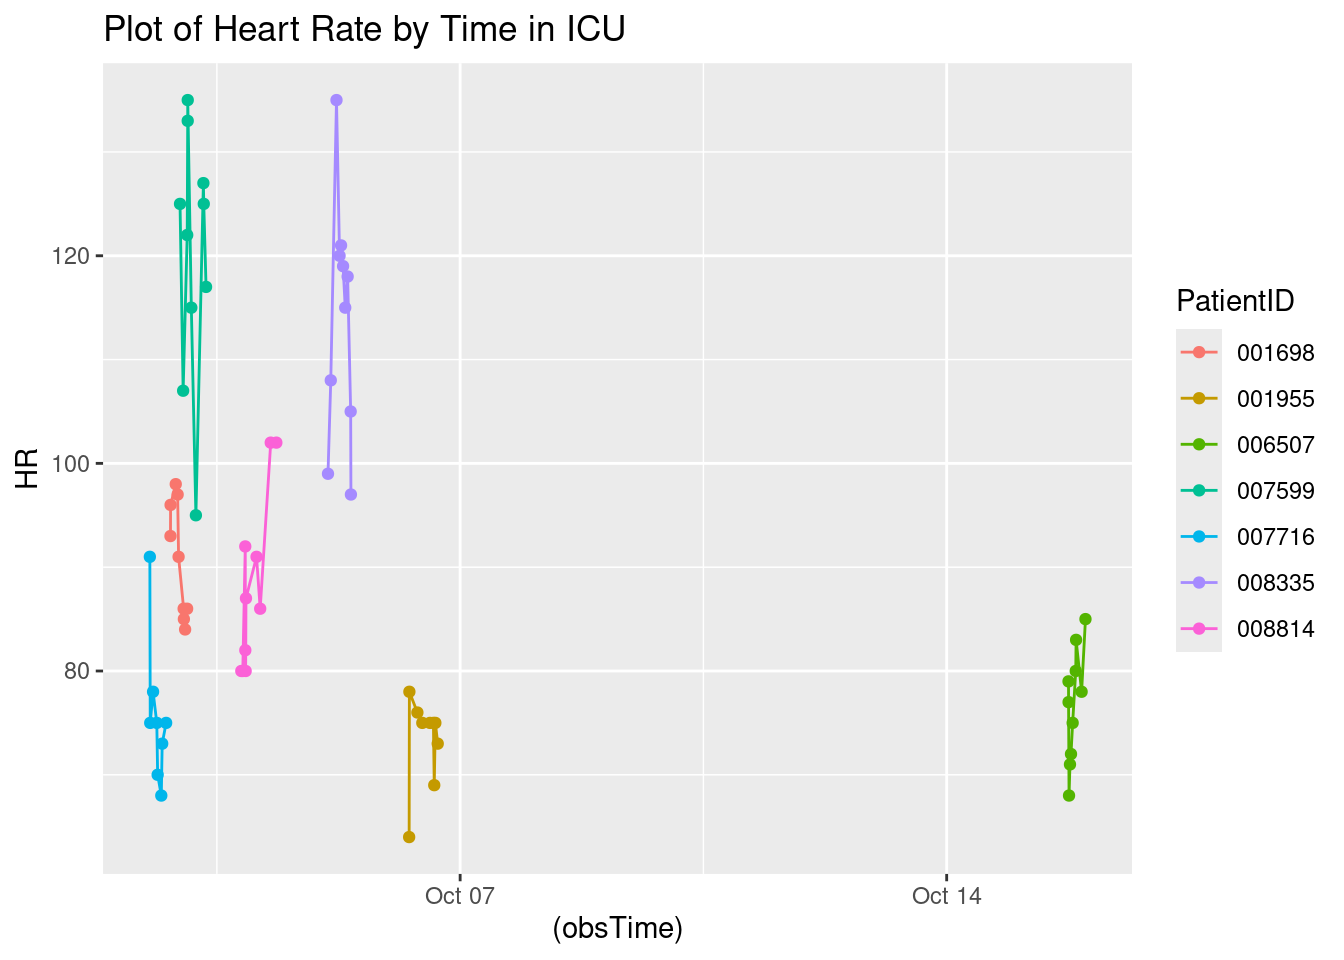 Plot of Heart Rate by Time in ICU
HR
120
100
80
Oct 07
Oct 14
(obsTime)
PatientID
001698
001955
006507
007599
007716
008335
008814